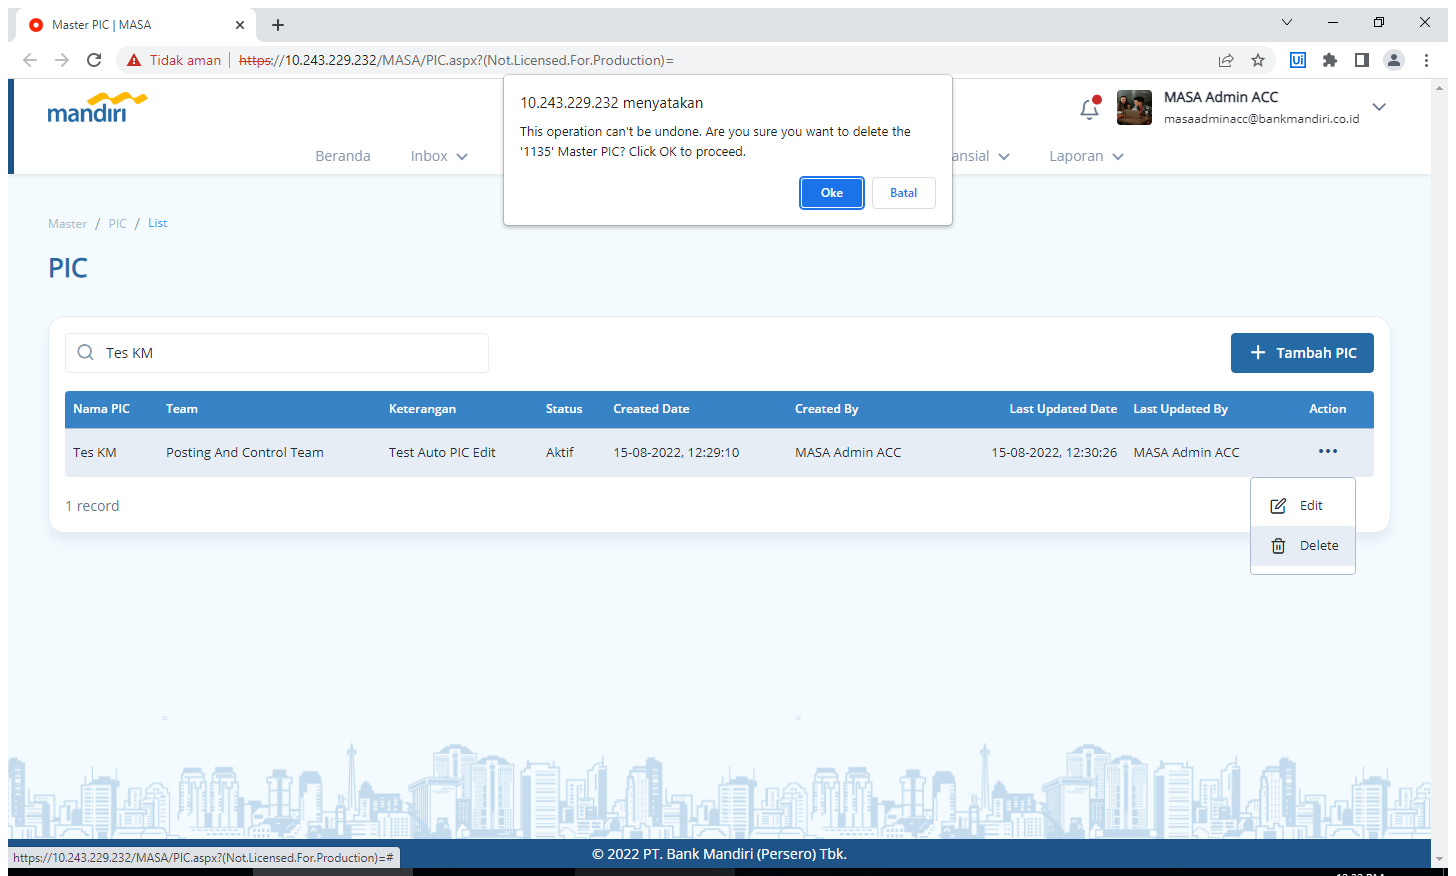 Master PIC | MASA
Tidak aman https://10.243.229.232/MASA/PIC.aspx?(Not.Licensed.For.Production)=
Ui
10.243.229.232 menyatakan
This operation can't be undone. Are you sure you want to delete the
'1135' Master PIC? Click OK to proceed.
Oke Batal
mandiri
MASA Admin ACC
masaadminacc@bankmandiri.co.id
Beranda Inbox ansial Laporan
Master / PIC / List
PIC
Tes KM
Tambah PIC
Nama PIC Team Keterangan Status Created Date Created By Last Updated Date Last Updated By Action
Tes KM Posting And Control Team Test Auto PIC Edit Aktif 15-08-2022, 12:29:10 MASA Admin ACC 15-08-2022, 12:30:26 MASA Admin ACC
1 record
Edit
Delete
© 2022 PT. Bank Mandiri (Persero) Tbk.
https://10.243.229.232/MASA/PIC.aspx?(Not.Licensed.For.Production)=#